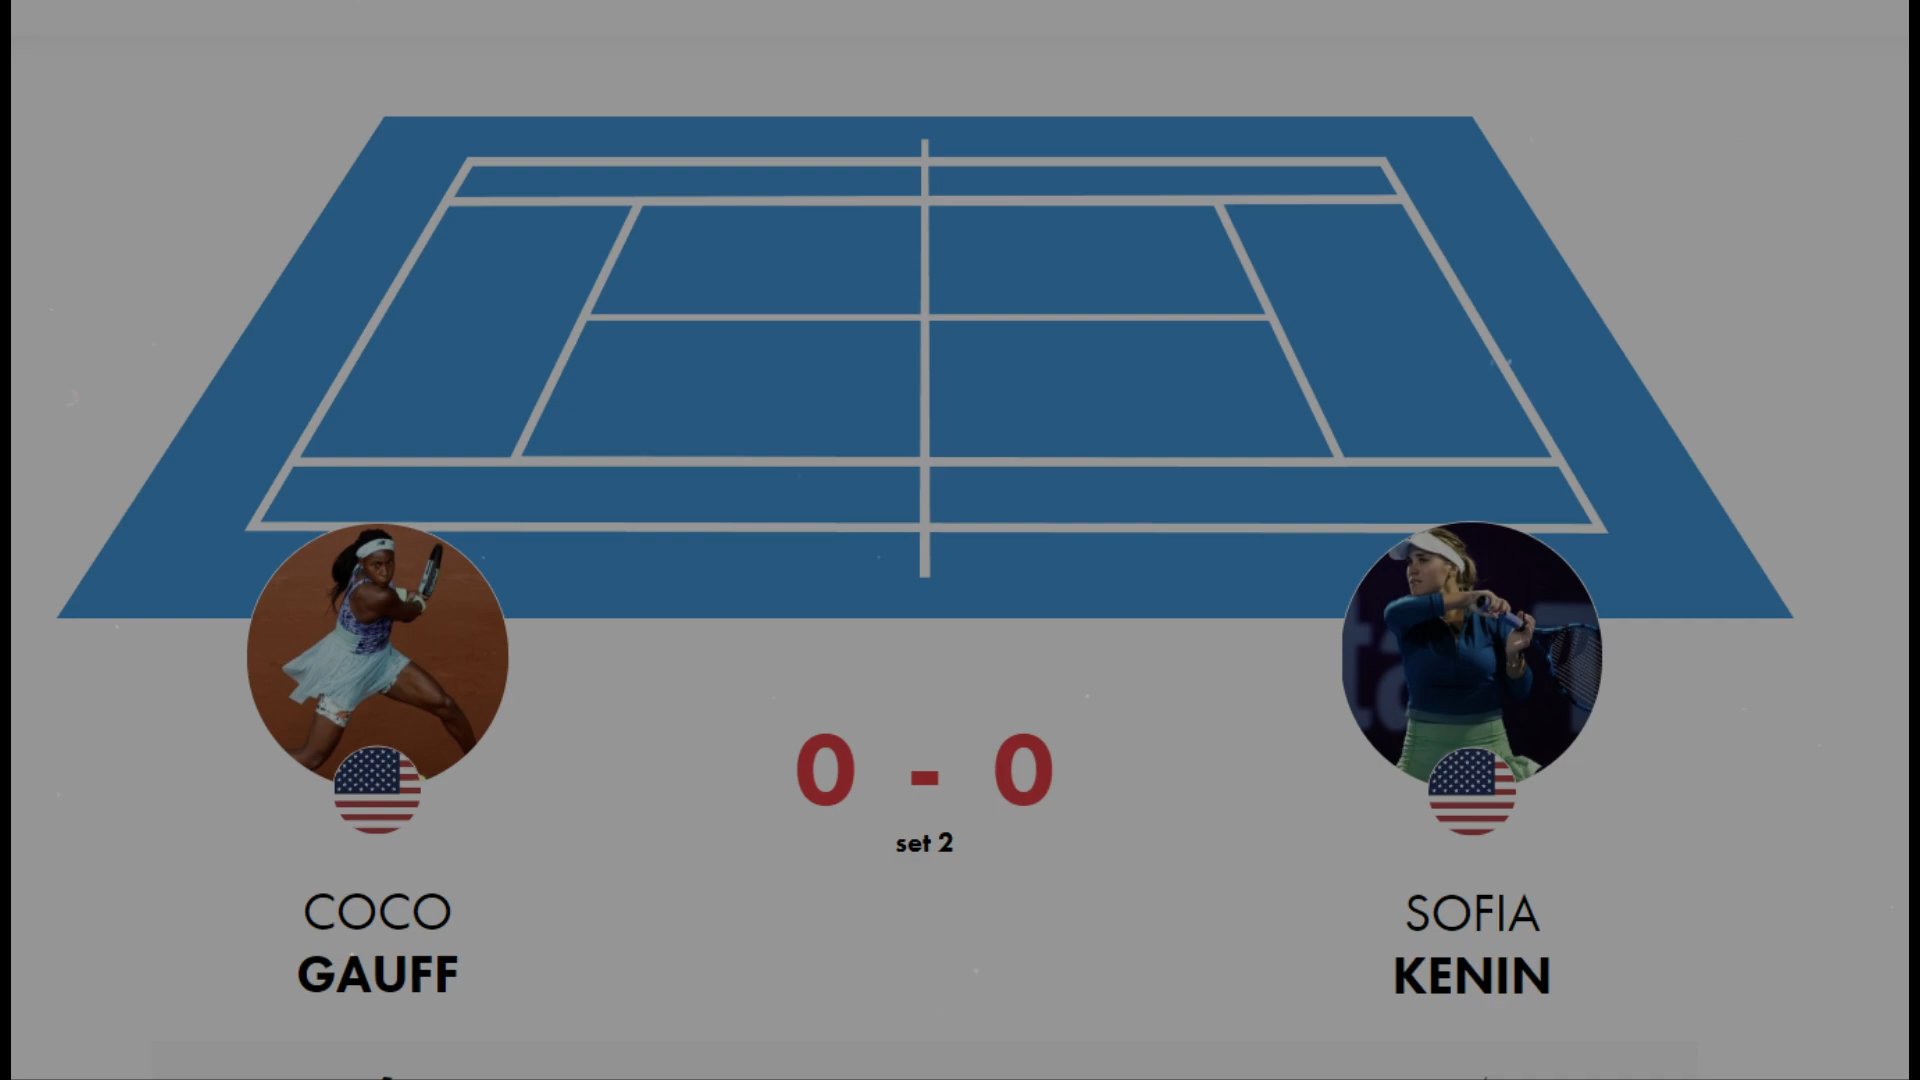 0 - 0
set 2
COCO
GAUFF
SOFIA
KENIN